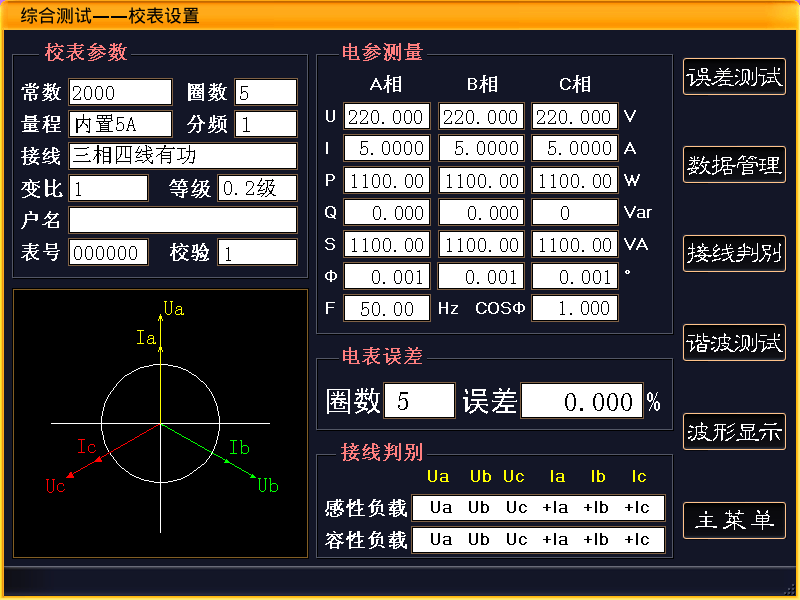 综合测试——校表设置
校表参数
常数 2000 圈数 5
量程 内置5A 分频 1
接线 三相四线有功
变比 1 等级 0.2级
户名
表号 000000 校验 1
Ua
Ia
Ic
Ib
Uc
Ub
电参测量
A相 B相 C相
U 220.000 220.000 220.000 V
I 5.0000 5.0000 5.0000 A
P 1100.00 1100.00 1100.00 W
Q 0.000 0.000 0 Var
S 1100.00 1100.00 1100.00 VA
Φ 0.001 0.001 0.001 °
F 50.00 Hz COSΦ 1.000
电表误差
圈数 5 误差 0.000 %
接线判别
Ua Ub Uc Ia Ib Ic
感性负载 Ua Ub Uc +Ia +Ib +Ic
容性负载 Ua Ub Uc +Ia +Ib +Ic
误差测试
数据管理
接线判别
谐波测试
波形显示
主菜单